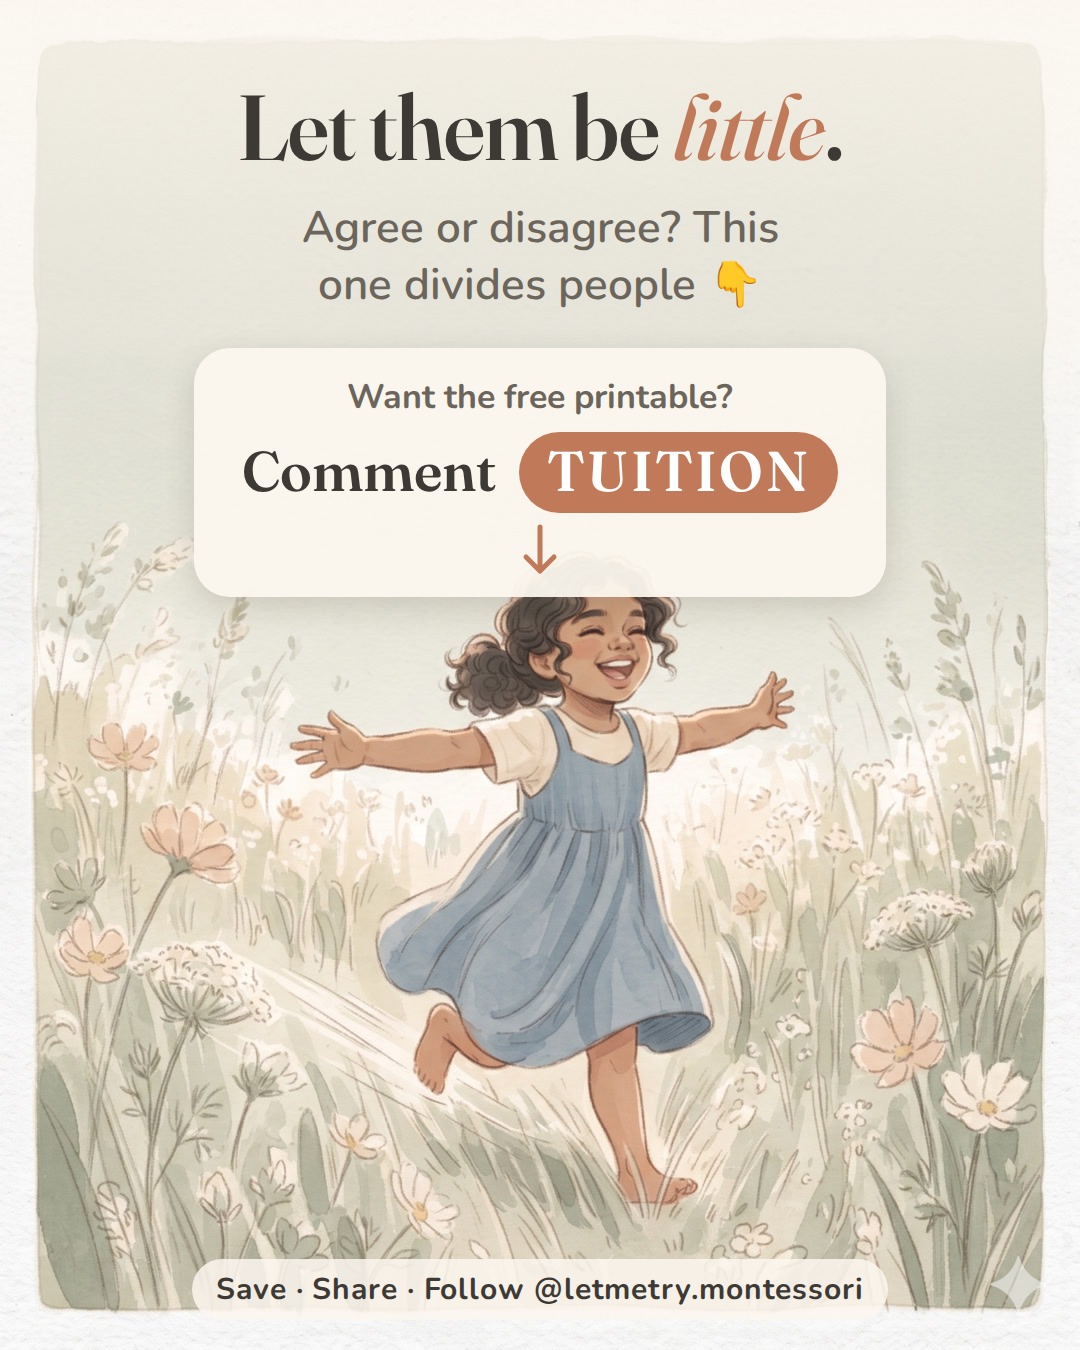 Let them be little.
Agree or disagree? This
one divides people 👇
Want the free printable?
Comment TUITION
↓
Save · Share · Follow @letmetry.montessori